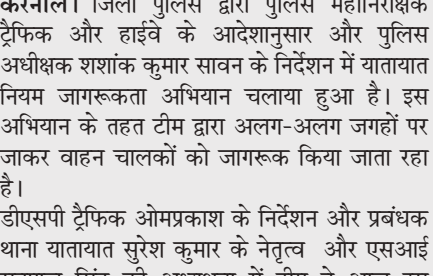 करनाल। जिला पुलिस द्वारा पुलिस महानिरीक्षक
ट्रैफिक और हाईवे के आदेशानुसार और पुलिस
अधीक्षक शशांक कुमार सावन के निर्देशन में यातायात
नियम जागरूकता अभियान चलाया हुआ है। इस
अभियान के तहत टीम द्वारा अलग-अलग जगहों पर
जाकर वाहन चालकों को जागरूक किया जाता रहा
है।
डीएसपी ट्रैफिक ओमप्रकाश के निर्देशन और प्रबंधक
थाना यातायात सुरेश कुमार के नेतृत्व और एसआई